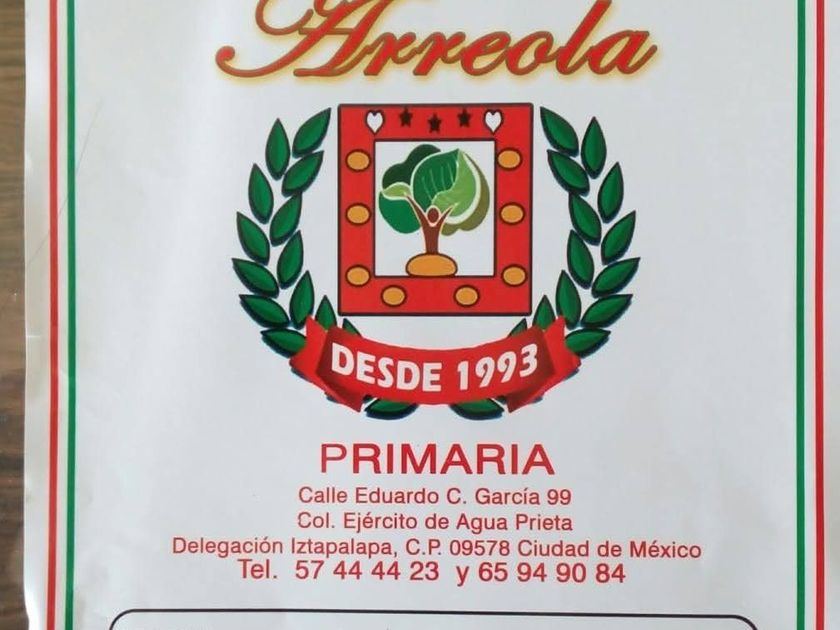 Arreola
DESDE 1993
PRIMARIA
Calle Eduardo C. García 99
Col. Ejército de Agua Prieta
Delegación Iztapalapa, C.P. 09578 Ciudad de México
Tel. 57 44 44 23 y 65 94 90 84